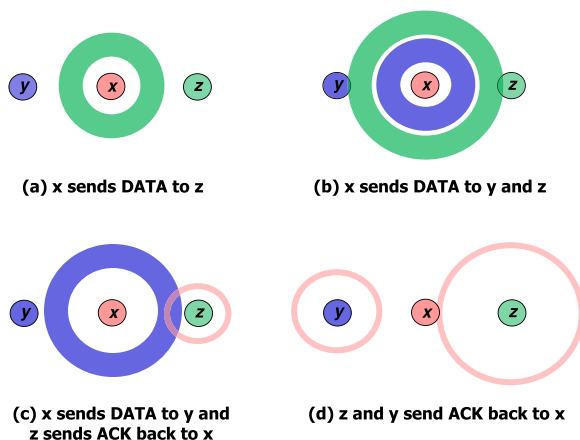 y x z
y x z
(a) x sends DATA to z
(b) x sends DATA to y and z
y x z
y x z
(c) x sends DATA to y and
z sends ACK back to x
(d) z and y send ACK back to x